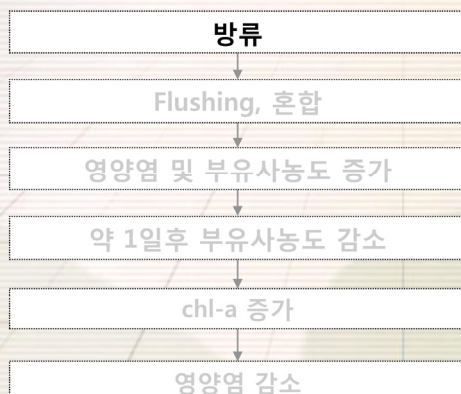 방류
Flushing, 혼합
영양염 및 부유사농도 증가
약 1일후 부유사농도 감소
chl-a 증가
영양염 감소